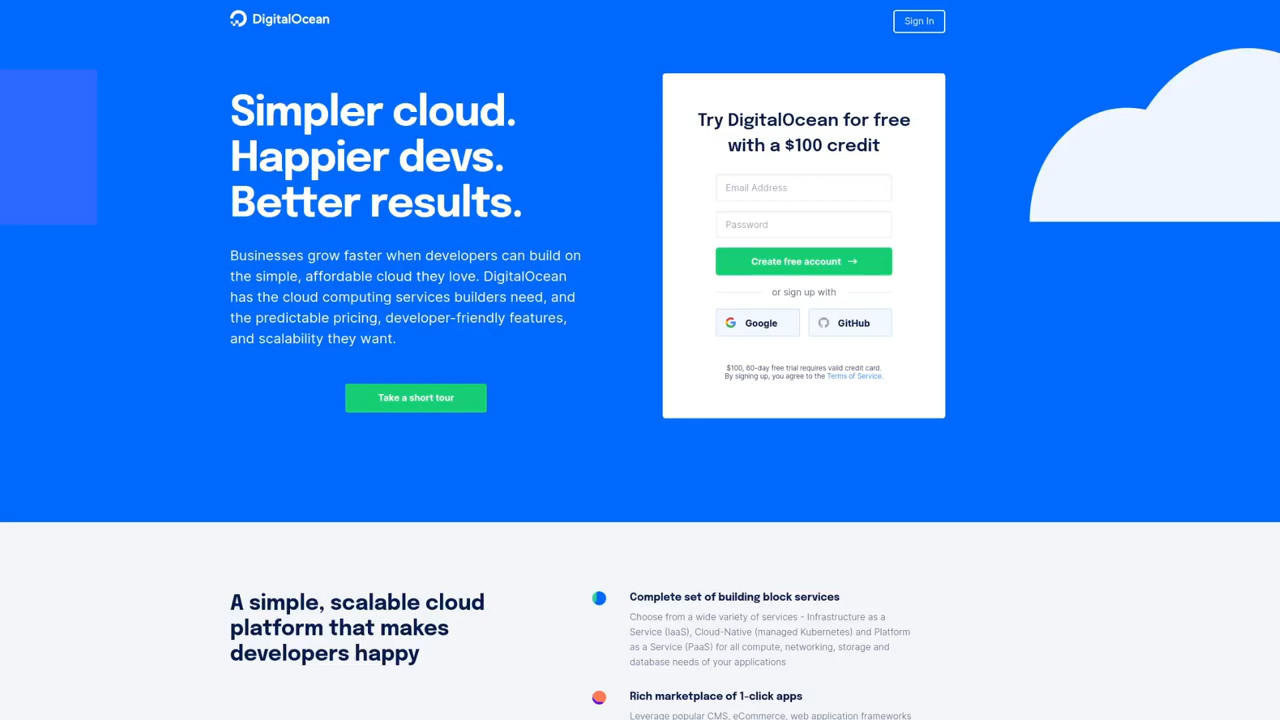 DigitalOcean
Sign In
Simpler cloud.
Happier devs.
Better results.
Businesses grow faster when developers can build on
the simple, affordable cloud they love. DigitalOcean
has the cloud computing services builders need, and
the predictable pricing, developer-friendly features,
and scalability they want.
Take a short tour
Try DigitalOcean for free
with a $100 credit
Email Address
Password
Create free account →
or sign up with
Google
GitHub
$100, 60-day free trial requires valid credit card.
By signing up, you agree to the Terms of Service.
A simple, scalable cloud
platform that makes
developers happy
Complete set of building block services
Choose from a wide variety of services - Infrastructure as a
Service (IaaS), Cloud-Native (managed Kubernetes) and Platform
as a Service (PaaS) for all compute, networking, storage and
database needs of your applications
Rich marketplace of 1-click apps
Leverage popular CMS, eCommerce, web application frameworks